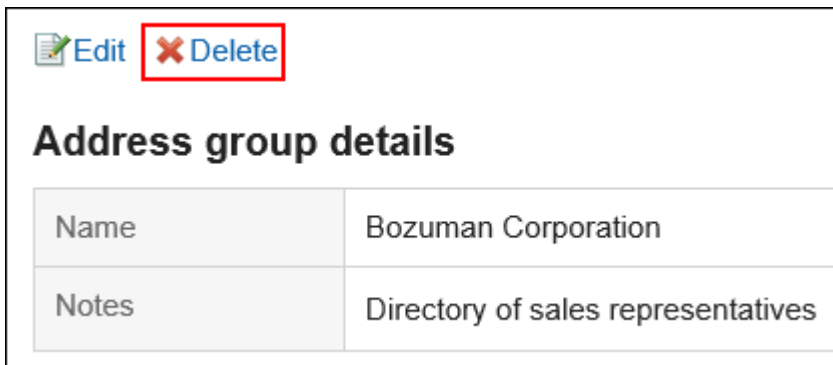 Edit Delete
Address group details
Name Bozuman Corporation
Notes Directory of sales representatives